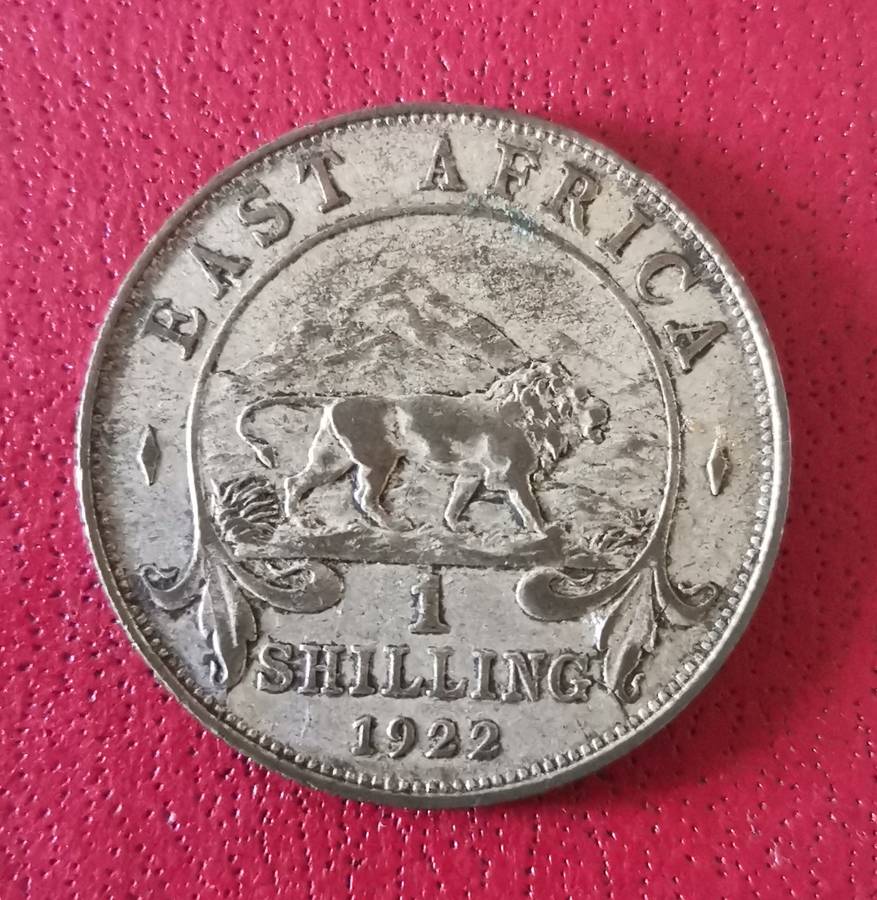 EAST AFRICA
1
SHILLING
1922